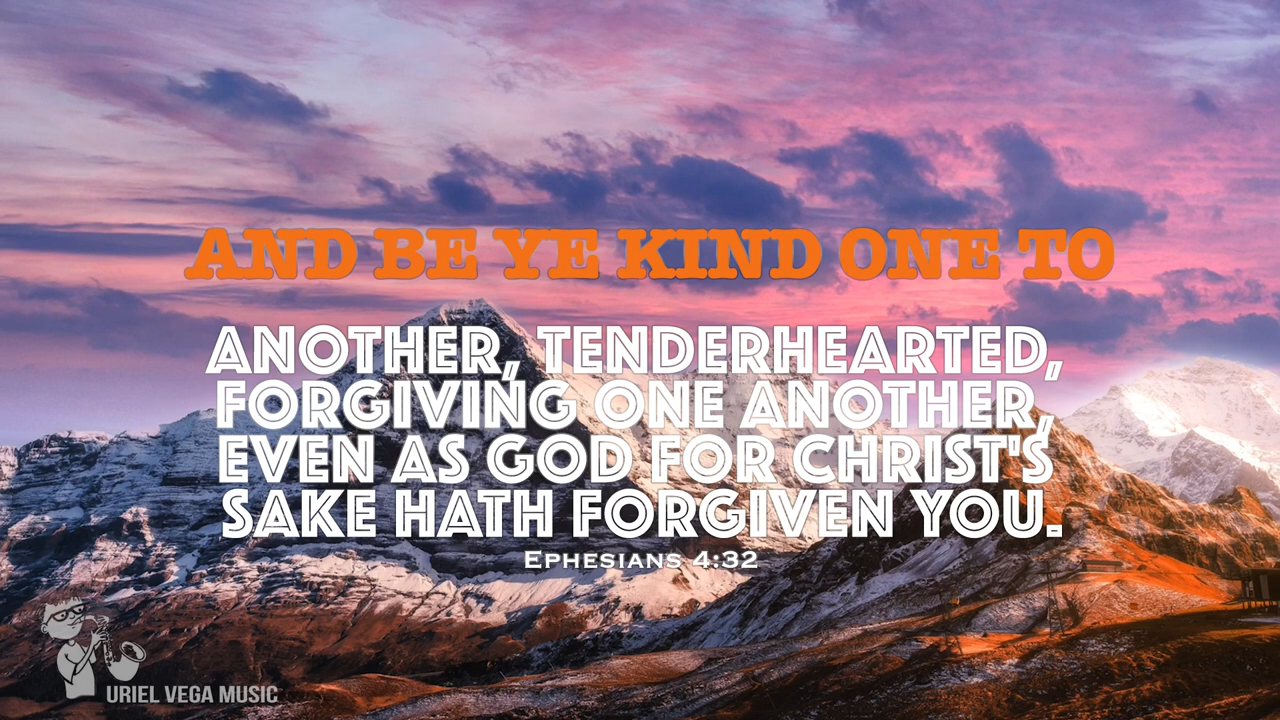 AND BE YE KIND ONE TO
ANOTHER, TENDERHEARTED,
FORGIVING ONE ANOTHER,
EVEN AS GOD FOR CHRIST'S
SAKE HATH FORGIVEN YOU.
EPHESIANS 4:32
URIEL VEGA MUSIC